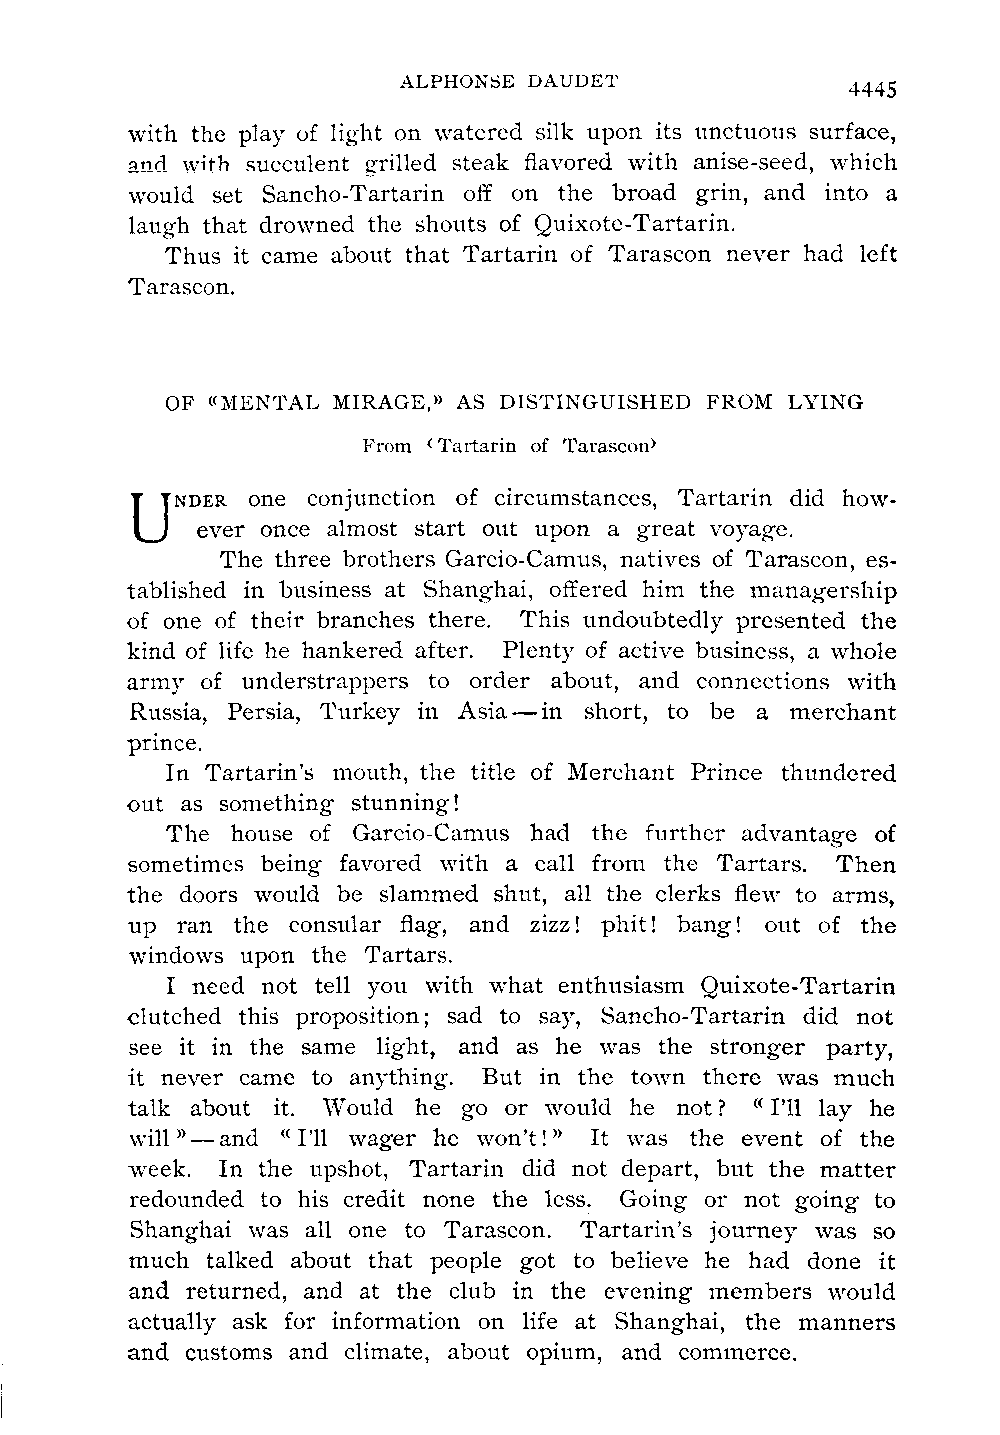 ALPHONSE DAUDET 4445
with the play of light on watered silk upon its unctuous surface,
and with succulent grilled steak flavored with anise-seed, which
would set Sancho-Tartarin off on the broad grin, and into a
laugh that drowned the shouts of Quixote-Tartarin.
Thus it came about that Tartarin of Tarascon never had left
Tarascon.
OF «MENTAL MIRAGE,» AS DISTINGUISHED FROM LYING
From ‹Tartarin of Tarascon›
UNDER one conjunction of circumstances, Tartarin did how-
ever once almost start out upon a great voyage.
The three brothers Garcio-Camus, natives of Tarascon, es-
tablished in business at Shanghai, offered him the managership
of one of their branches there. This undoubtedly presented the
kind of life he hankered after. Plenty of active business, a whole
army of understrappers to order about, and connections with
Russia, Persia, Turkey in Asia—in short, to be a merchant
prince.
In Tartarin's mouth, the title of Merchant Prince thundered
out as something stunning!
The house of Garcio-Camus had the further advantage of
sometimes being favored with a call from the Tartars. Then
the doors would be slammed shut, all the clerks flew to arms,
up ran the consular flag, and zizz! phit! bang! out of the
windows upon the Tartars.
I need not tell you with what enthusiasm Quixote-Tartarin
clutched this proposition; sad to say, Sancho-Tartarin did not
see it in the same light, and as he was the stronger party,
it never came to anything. But in the town there was much
talk about it. Would he go or would he not? «I'll lay he
will»—and «I'll wager he won't!» It was the event of the
week. In the upshot, Tartarin did not depart, but the matter
redounded to his credit none the less. Going or not going to
Shanghai was all one to Tarascon. Tartarin's journey was so
much talked about that people got to believe he had done it
and returned, and at the club in the evening members would
actually ask for information on life at Shanghai, the manners
and customs and climate, about opium, and commerce.